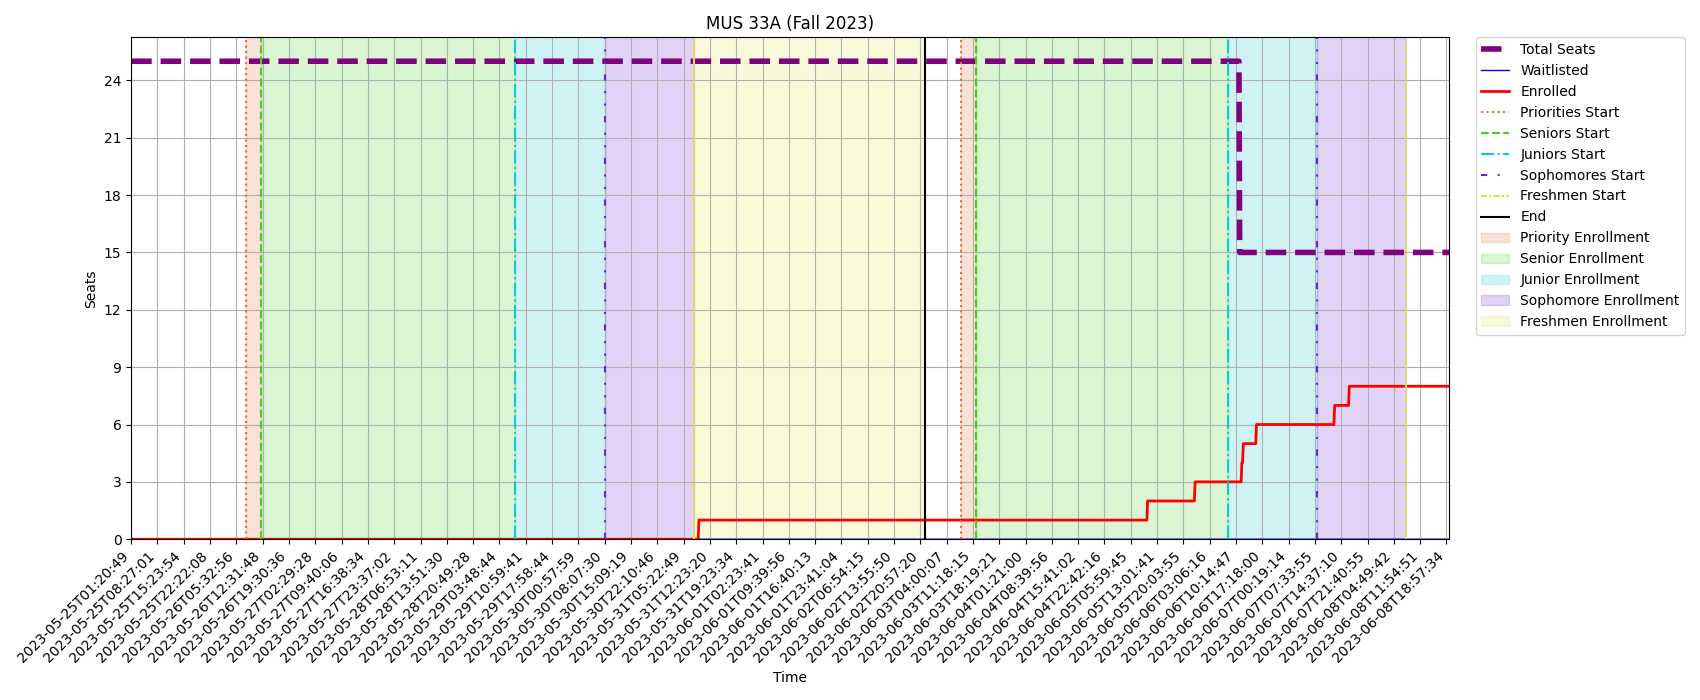 MUS 33A (Fall 2023)
Seats
24
21
18
15
12
9
6
3
0
2023-05-25T01:20:49
2023-05-25T08:27:01
2023-05-25T15:23:54
2023-05-25T22:22:08
2023-05-26T05:32:56
2023-05-26T12:31:48
2023-05-26T19:30:36
2023-05-27T02:29:28
2023-05-27T09:40:06
2023-05-27T16:38:34
2023-05-27T23:37:02
2023-05-28T06:53:11
2023-05-28T13:51:30
2023-05-28T20:49:28
2023-05-29T03:48:44
2023-05-29T10:59:41
2023-05-29T17:58:44
2023-05-30T00:57:59
2023-05-30T08:07:30
2023-05-30T15:09:19
2023-05-30T22:10:46
2023-05-31T05:22:49
2023-05-31T12:23:20
2023-05-31T19:23:34
2023-06-01T02:23:41
2023-06-01T09:39:56
2023-06-01T16:40:13
2023-06-01T23:41:04
2023-06-02T06:54:15
2023-06-02T13:55:50
2023-06-02T20:57:20
2023-06-03T04:00:07
2023-06-03T11:18:15
2023-06-03T18:19:21
2023-06-04T01:21:00
2023-06-04T08:39:56
2023-06-04T15:41:02
2023-06-04T22:42:16
2023-06-05T05:59:45
2023-06-05T13:01:41
2023-06-05T20:03:55
2023-06-06T03:06:16
2023-06-06T10:14:47
2023-06-06T17:18:00
2023-06-07T00:19:14
2023-06-07T07:33:55
2023-06-07T14:37:10
2023-06-07T21:40:55
2023-06-08T04:49:42
2023-06-08T11:54:51
2023-06-08T18:57:34
Time
Total Seats
Waitlisted
Enrolled
Priorities Start
Seniors Start
Juniors Start
Sophomores Start
Freshmen Start
End
Priority Enrollment
Senior Enrollment
Junior Enrollment
Sophomore Enrollment
Freshmen Enrollment